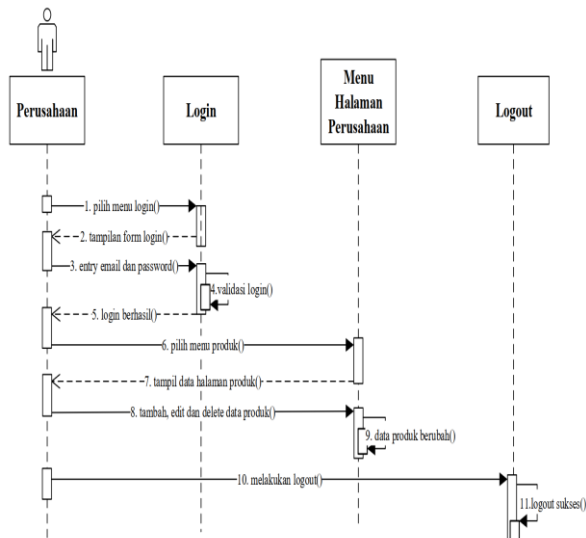 Perusahaan
Login
Menu
Halaman
Perusahaan
Logout
1. pilih menu login()
2. tampilan form login()
3. entry email dan password()
4.validasi login()
5. login berhasil()
6. pilih menu produk()
7. tampil data halaman produk()
8. tambah, edit dan delete data produk()
9. data produk berubah()
10. melakukan logout()
11.logout sukses()